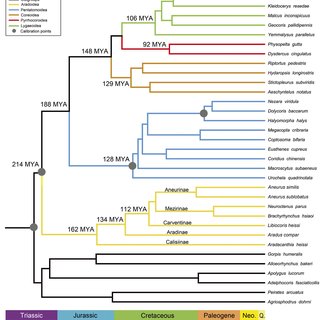 Aradoidea
Pentatomoidea
Coreoidea
Pyrrhocoroidea
Lygaeoidea
Calibration points
Kleidocerys resedae
106 MYA
Malcus inconspicuus
Geocoris pallidipennis
Yemmalysus parallelus
148 MYA
92 MYA
Physopelta gutta
Dysdercus cingulatus
Riptortus pedestris
Hydaropsis longirostris
129 MYA
Stictopleurus subviridis
Aeschyntelus notatus
188 MYA
Nezara viridula
Dolycoris baccarum
Halyomorpha halys
Megacopta cribraria
Coptosoma bifaria
Eusthenes cupreus
128 MYA
Coridius chinensis
Macroscytus subaeneus
214 MYA
Urochela quadrinotata
Aneurinae
Aneurus similis
Aneurus sublobatus
112 MYA
Mezirinae
Neuroctenus parus
Brachyrhynchus hsiaoi
134 MYA
Carventinae
Libiocoris heissi
162 MYA
Aradinae
Aradus compar
Calisiinae
Aradacanthia heissi
Gorpis humeralis
Alloeorhynchus bakeri
Apolygus lucorum
Adelphocoris fasciaticollis
Peirates arcuatus
Agriosphodrus dohrni
Triassic
Jurassic
Cretaceous
Paleogene
Neo.
Q.